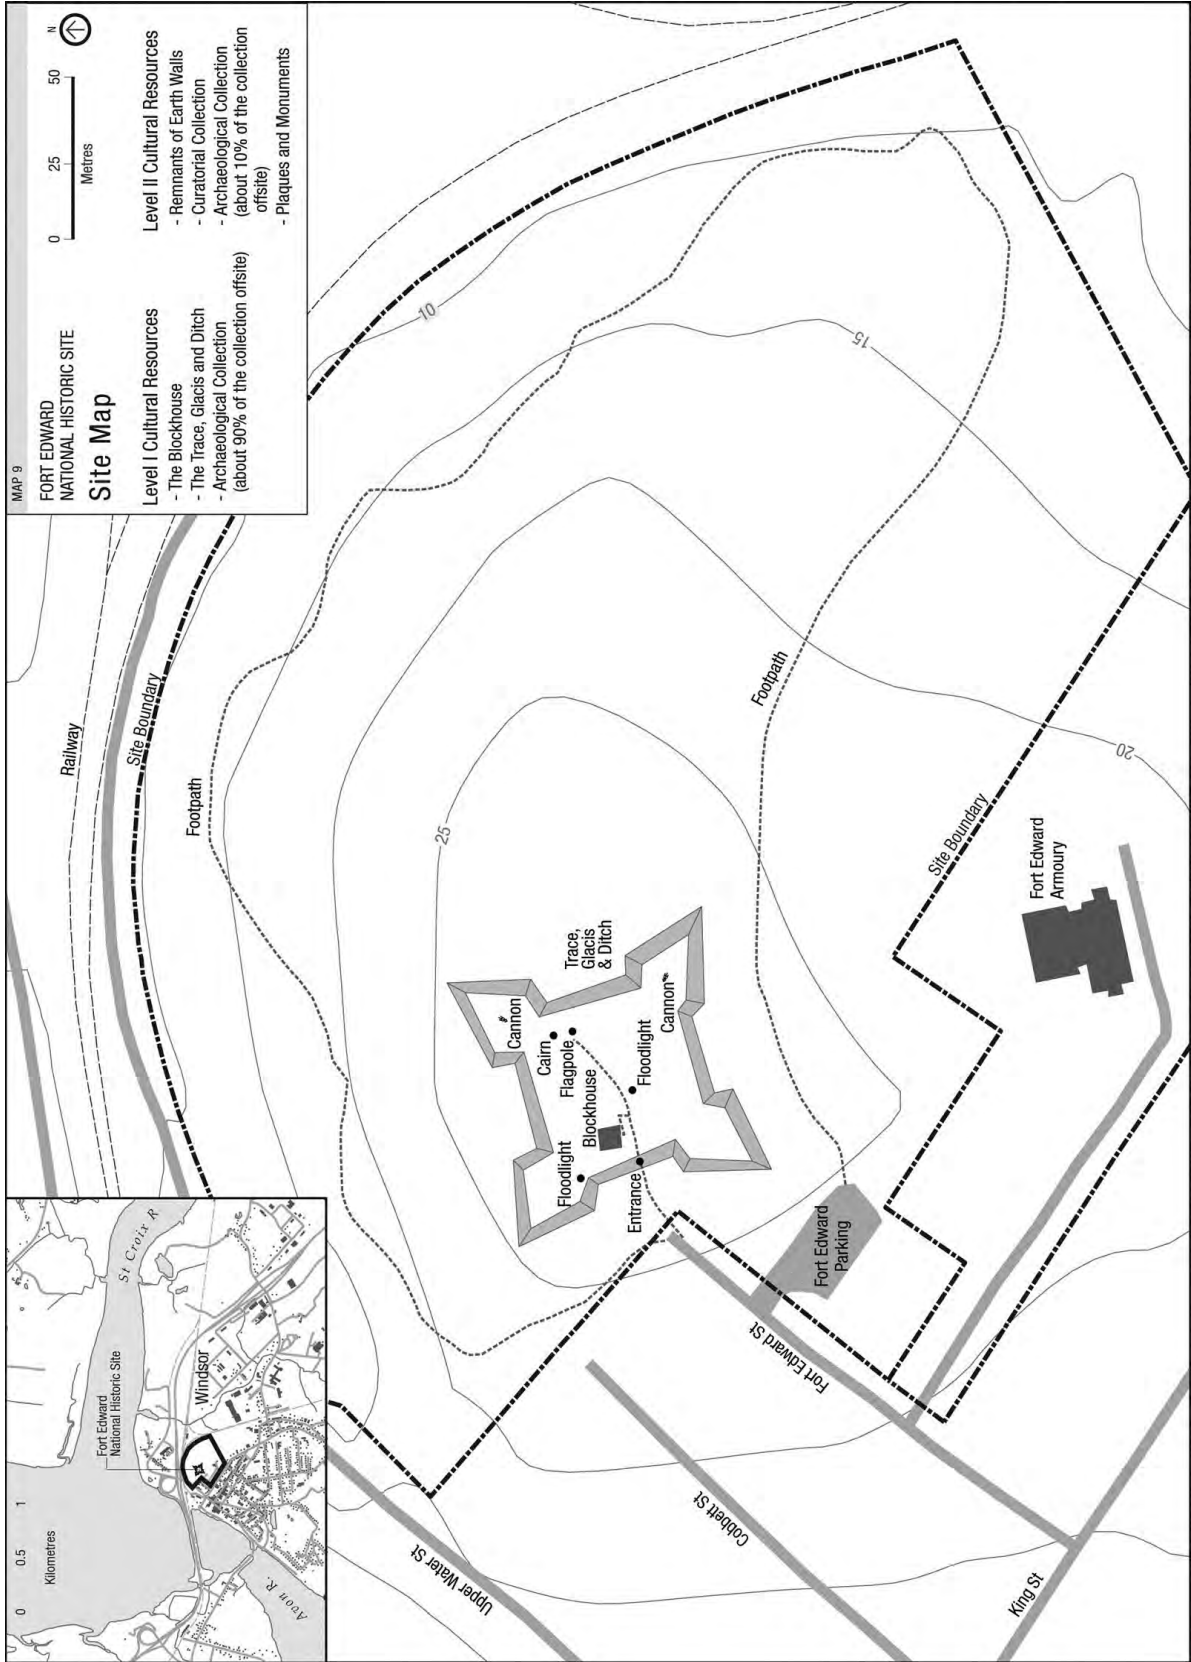 MAP 9
FORT EDWARD
NATIONAL HISTORIC SITE
Site Map
0 25 50
Metres
N
Level I Cultural Resources
- The Blockhouse
- The Trace, Glacis and Ditch
- Archaeological Collection
(about 90% of the collection offsite)
Level II Cultural Resources
- Remnants of Earth Walls
- Curatorial Collection
- Archaeological Collection
(about 10% of the collection
offsite)
- Plaques and Monuments
0 0.5 1
Kilometres
Fort Edward
National Historic Site
St Croix R
Windsor
Avon R.
Railway
Site Boundary
Footpath
10
15
25
20
Footpath
Site Boundary
Trace,
Glacis
& Ditch
Cannon
Cairn
Flagpole
Blockhouse
Floodlight
Floodlight
Cannon
Entrance
Fort Edward
Parking
Fort Edward
Armoury
Fort Edward St
Cobbett St
Upper Water St
King St